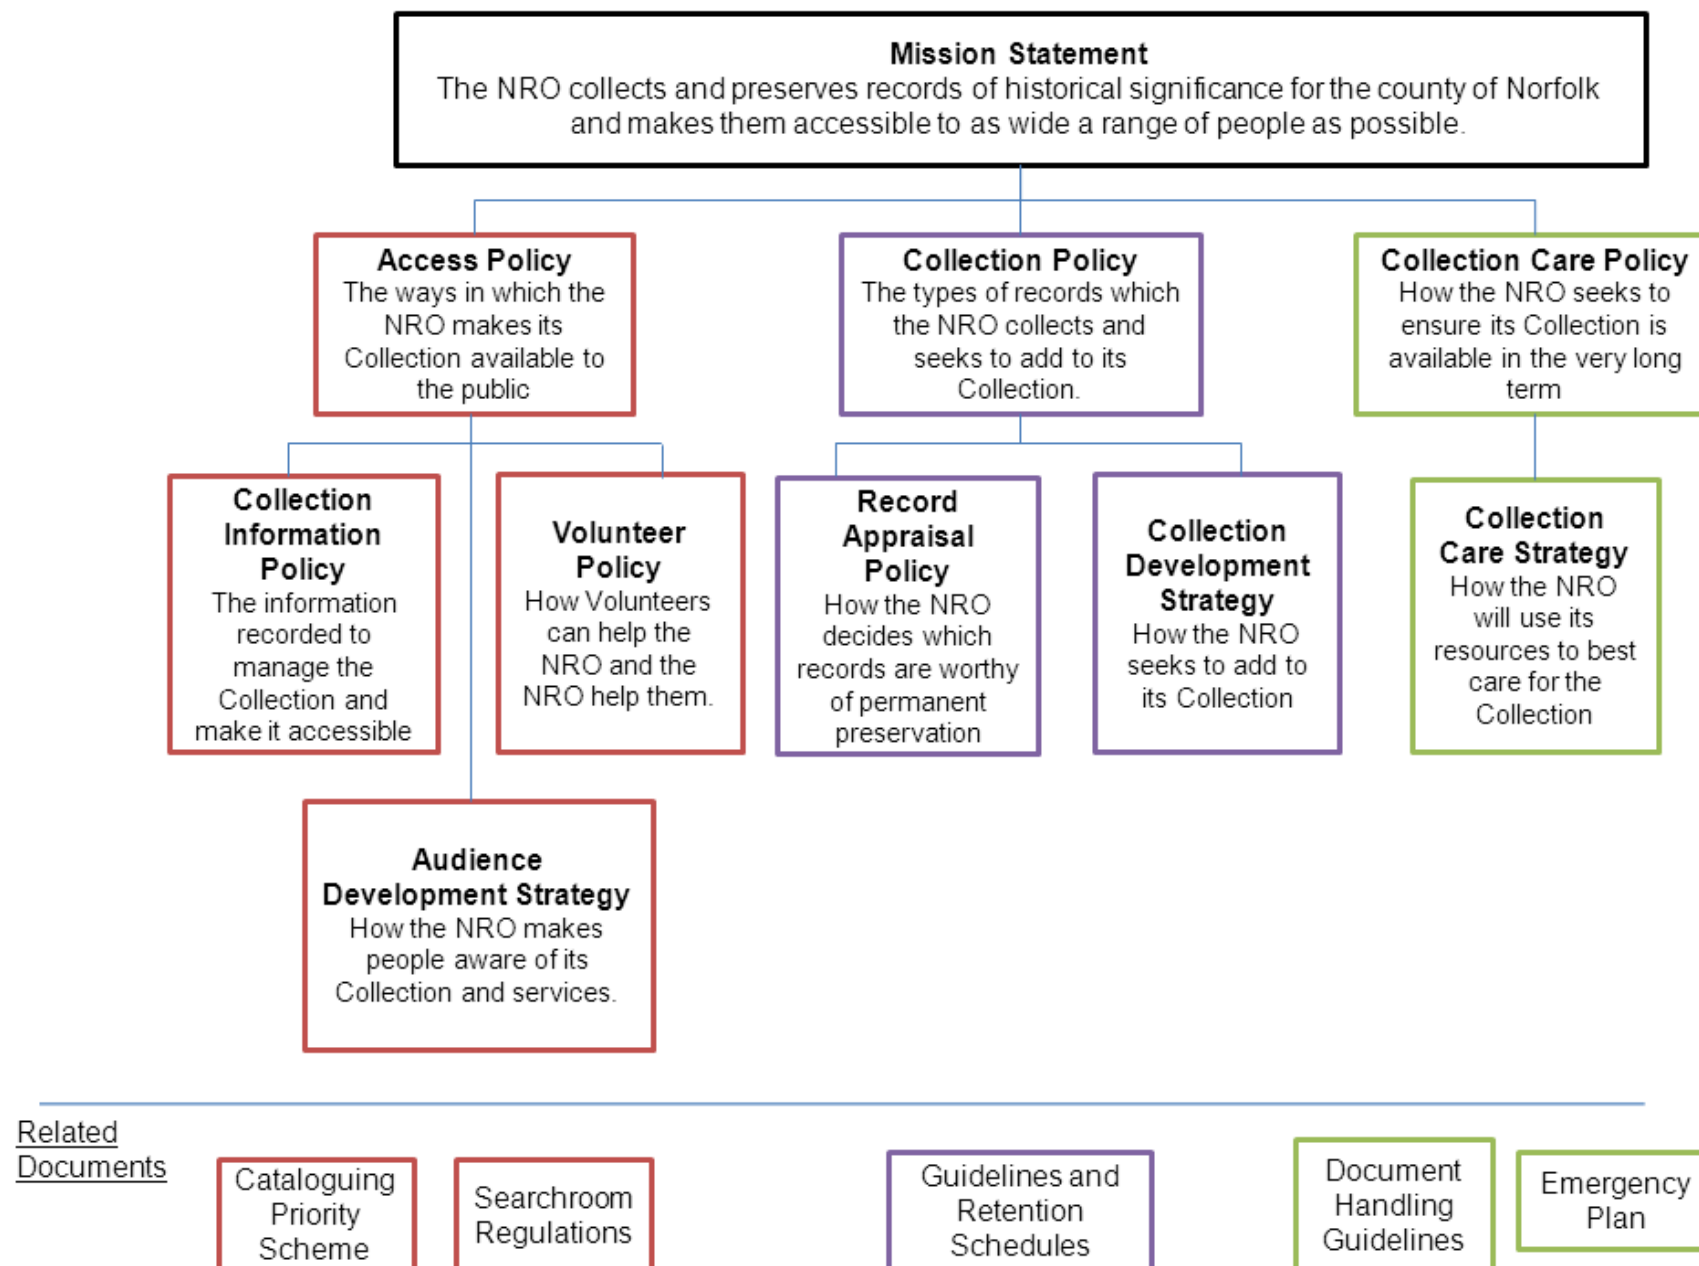 Mission Statement
The NRO collects and preserves records of historical significance for the county of Norfolk
and makes them accessible to as wide a range of people as possible.
Access Policy
The ways in which the
NRO makes its
Collection available to
the public
Collection Policy
The types of records which
the NRO collects and
seeks to add to its
Collection.
Collection Care Policy
How the NRO seeks to
ensure its Collection is
available in the very long
term
Collection
Information
Policy
The information
recorded to
manage the
Collection and
make it accessible
Volunteer
Policy
How Volunteers
can help the
NRO and the
NRO help them.
Record
Appraisal
Policy
How the NRO
decides which
records are worthy
of permanent
preservation
Collection
Development
Strategy
How the NRO
seeks to add to
its Collection
Collection
Care Strategy
How the NRO
will use its
resources to best
care for the
Collection
Audience
Development Strategy
How the NRO makes
people aware of its
Collection and services.
Related
Documents
Cataloguing
Priority
Scheme
Searchroom
Regulations
Guidelines and
Retention
Schedules
Document
Handling
Guidelines
Emergency
Plan